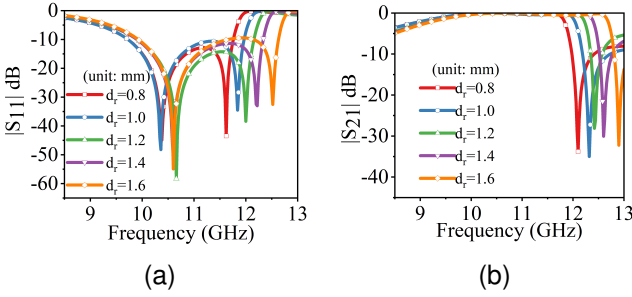 0
-10
-20
-30
-40
-50
-60
|S11| dB
(unit: mm)
dr=0.8
dr=1.0
dr=1.2
dr=1.4
dr=1.6
9 10 11 12 13
Frequency (GHz)
(a)
0
-10
-20
-30
-40
|S21| dB
(unit: mm)
dr=0.8
dr=1.0
dr=1.2
dr=1.4
dr=1.6
9 10 11 12 13
Frequency (GHz)
(b)